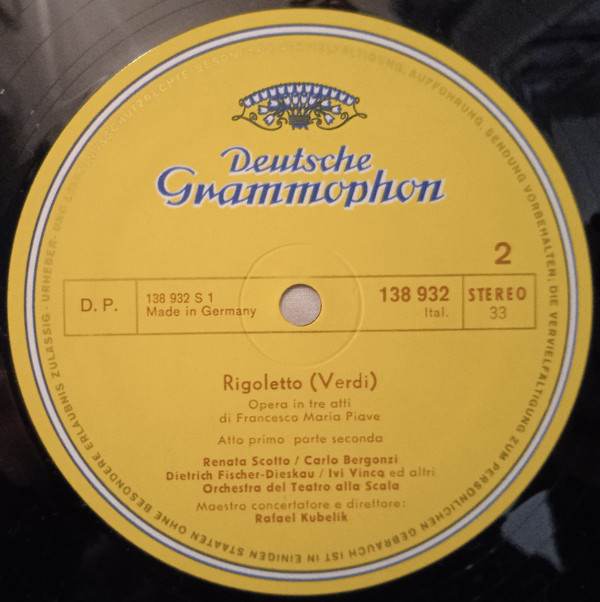 Deutsche
Grammophon
2
D. P.
138 932 S 1
Made in Germany
138 932
Ital.
STEREO
33
Rigoletto (Verdi)
Opera in tre atti
di Francesco Maria Piave
Atto primo parte seconda
Renata Scotto / Carlo Bergonzi
Dietrich Fischer-Dieskau / Ivi Vinco ed altri
Orchestra del Teatro alla Scala
Maestro concertatore e direttore:
Rafael Kubelik
AUFFÜHRUNG, SENDUNG VORBEHALTEN. DIE VERVIELFÄLTIGUNG ZUM PERSÖNLICHEN GEBRAUCH IST IN EINIGEN STAATEN OHNE BESONDERE ERLAUBNIS ZULÄSSIG · URHEBER- UND